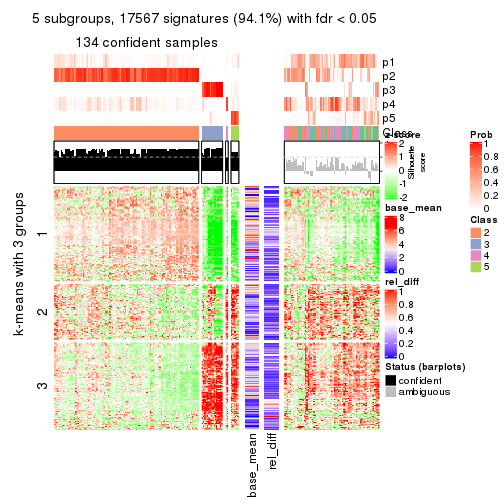 5 subgroups, 17567 signatures (94.1%) with fdr < 0.05
134 confident samples
p1
p2
p3
p4
p5
Class
k-means with 3 groups
1
2
3
base_mean
rel_diff
z-score
2
1
0
-1
-2
Silhouette
score
base_mean
8
6
4
2
0
rel_diff
1
0.8
0.6
0.4
0.2
0
Status (barplots)
confident
ambiguous
Prob
1
0.8
0.6
0.4
0.2
0
Class
2
3
4
5